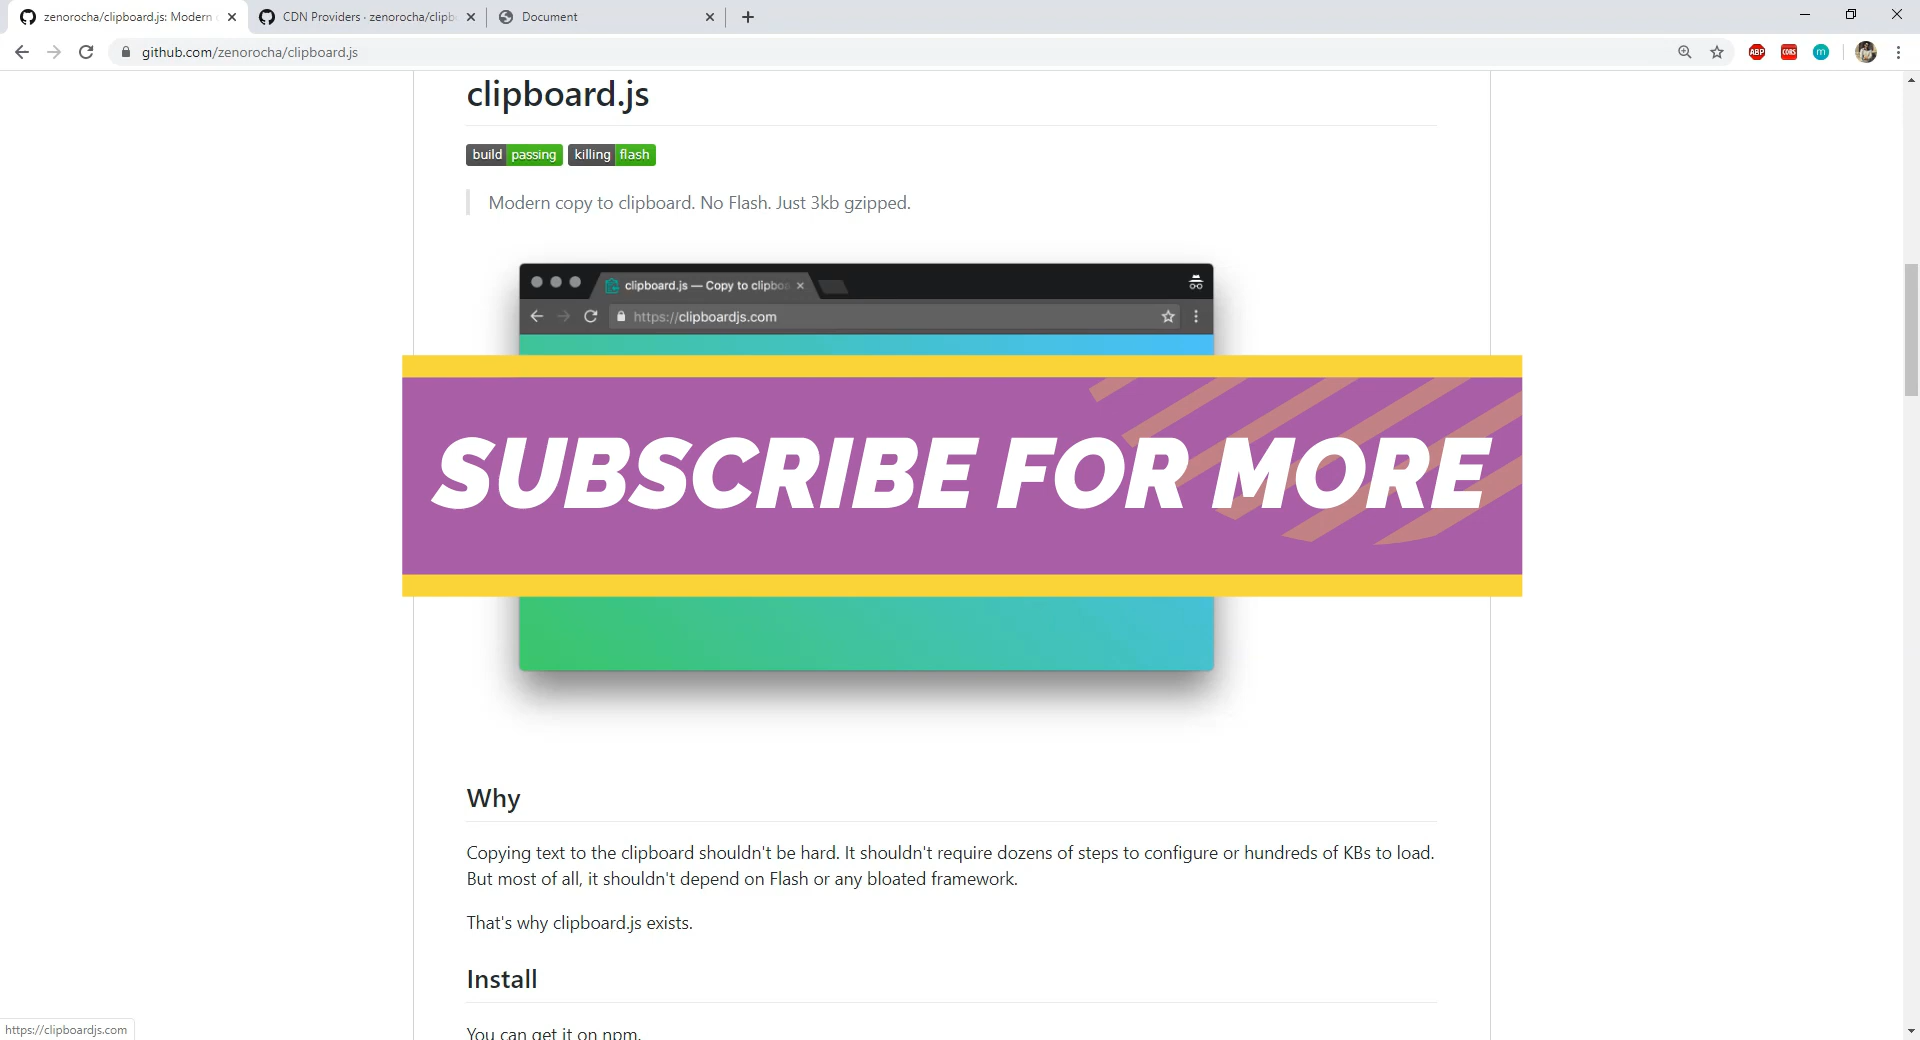 zenorocha/clipboard.js: Modern
CDN Providers · zenorocha/clipb
Document
github.com/zenorocha/clipboard.js
ABP
CORS
m
clipboard.js
build passing killing flash
Modern copy to clipboard. No Flash. Just 3kb gzipped.
clipboard.js — Copy to clipboa
https://clipboardjs.com
SUBSCRIBE FOR MORE
Why
Copying text to the clipboard shouldn't be hard. It shouldn't require dozens of steps to configure or hundreds of KBs to load.
But most of all, it shouldn't depend on Flash or any bloated framework.
That's why clipboard.js exists.
Install
You can get it on npm.
https://clipboardjs.com